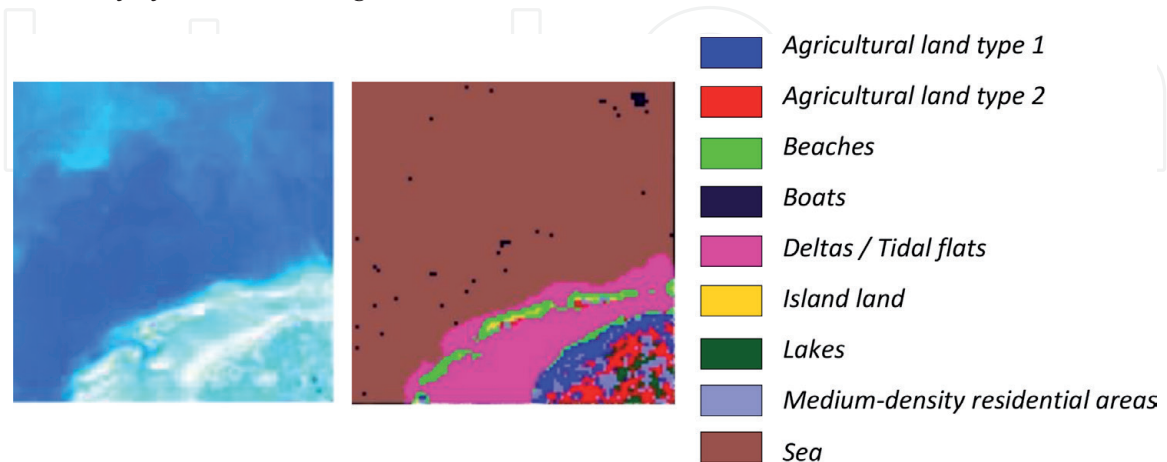 Agricultural land type 1
Agricultural land type 2
Beaches
Boats
Deltas / Tidal flats
Island land
Lakes
Medium-density residential areas
Sea